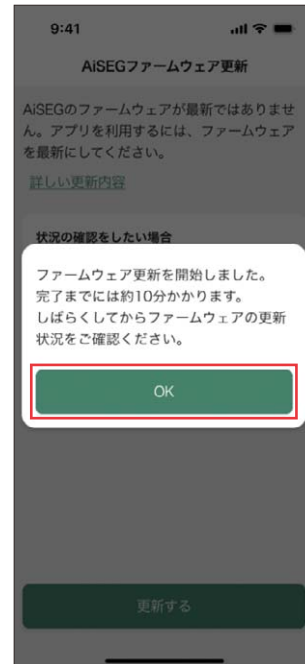 9:41
AiSEGファームウェア更新
AiSEGのファームウェアが最新ではありませ
ん。アプリを利用するには、ファームウェア
を最新にしてください。
詳しい更新内容
状況の確認をしたい場合
ファームウェア更新を開始しました。
完了までには約10分かかります。
しばらくしてからファームウェアの更新
状況をご確認ください。
OK
更新する